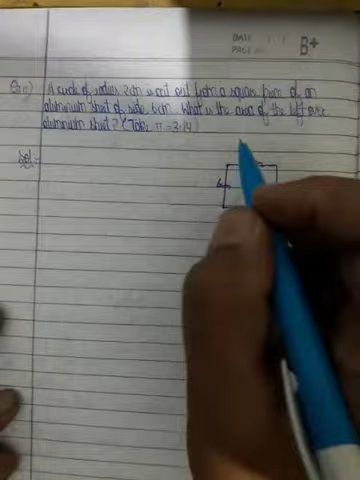 DATE
PAGE
B+
Q10) A circle of radius 2cm is cut out from a square piece of an
aluminium sheet of side 6cm. What is the area of the left over
aluminium sheet? (Take π = 3.14)
Sol:-
6cm